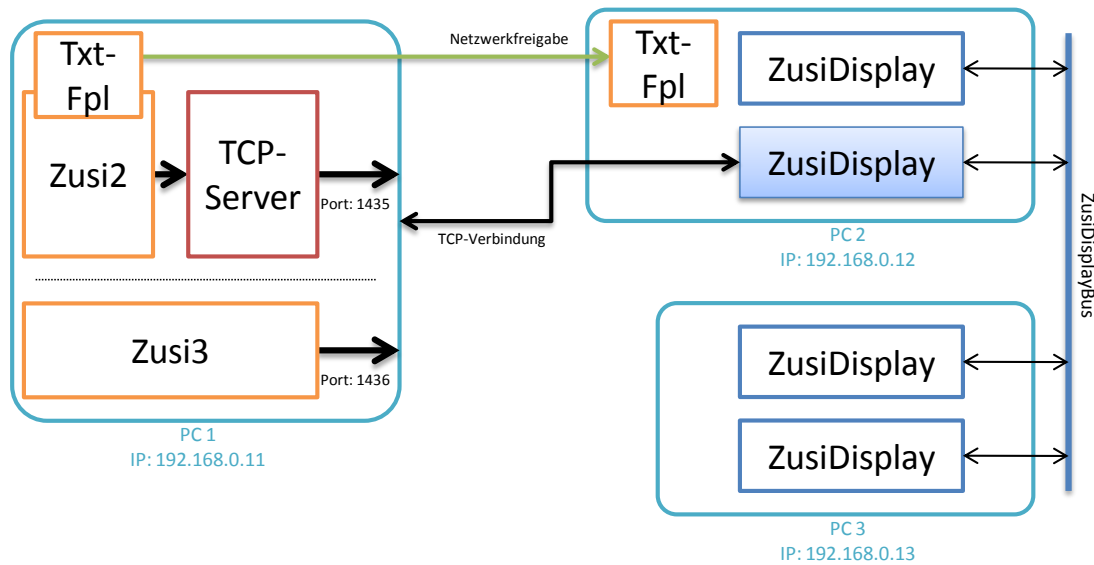 Txt-
Fpl
Zusi2
TCP-
Server
Port: 1435
Zusi3
Port: 1436
PC 1
IP: 192.168.0.11
Netzwerkfreigabe
TCP-Verbindung
Txt-
Fpl
ZusiDisplay
ZusiDisplay
PC 2
IP: 192.168.0.12
ZusiDisplay
ZusiDisplay
PC 3
IP: 192.168.0.13
ZusiDisplayBus